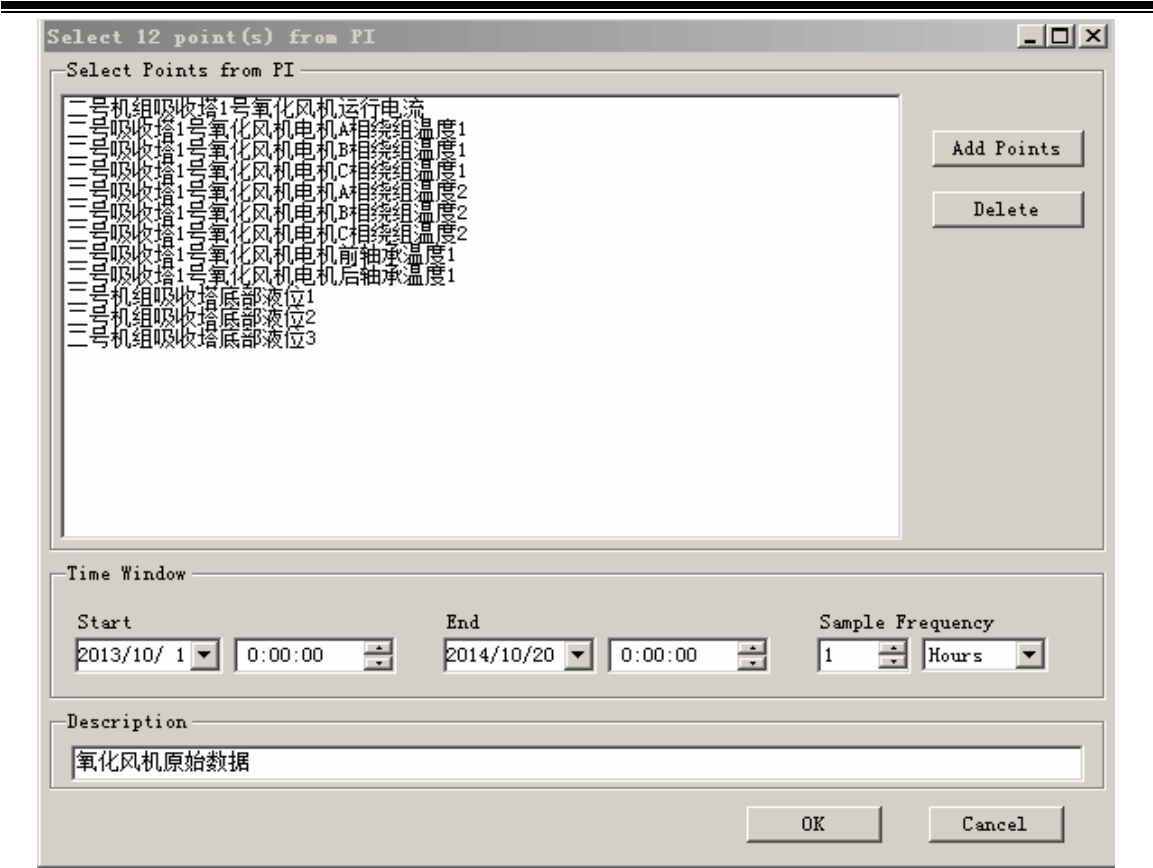 Select 12 point(s) from PI
Select Points from PI
二号机组吸收塔1号氧化风机运行电流
二号吸收塔1号氧化风机电机A相绕组温度1
二号吸收塔1号氧化风机电机B相绕组温度1
二号吸收塔1号氧化风机电机C相绕组温度1
二号吸收塔1号氧化风机电机A相绕组温度2
二号吸收塔1号氧化风机电机B相绕组温度2
二号吸收塔1号氧化风机电机C相绕组温度2
二号吸收塔1号氧化风机电机前轴承温度1
二号吸收塔1号氧化风机电机后轴承温度1
二号机组吸收塔底部液位1
二号机组吸收塔底部液位2
二号机组吸收塔底部液位3
Add Points
Delete
Time Window
Start End Sample Frequency
2013/10/ 1 0:00:00 2014/10/20 0:00:00 1 Hours
Description
氧化风机原始数据
OK Cancel